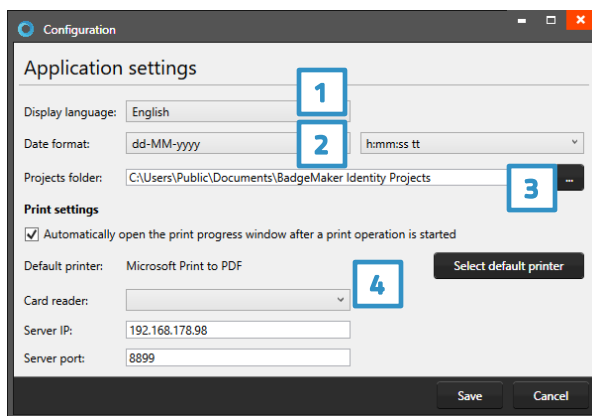 Configuration
Application settings
1
Display language: English
Date format: dd-MM-yyyy 2 h:mm:ss tt
Projects folder: C:\Users\Public\Documents\BadgeMaker Identity Projects 3 ...
Print settings
Automatically open the print progress window after a print operation is started
Default printer: Microsoft Print to PDF Select default printer
4
Card reader:
Server IP: 192.168.178.98
Server port: 8899
Save Cancel